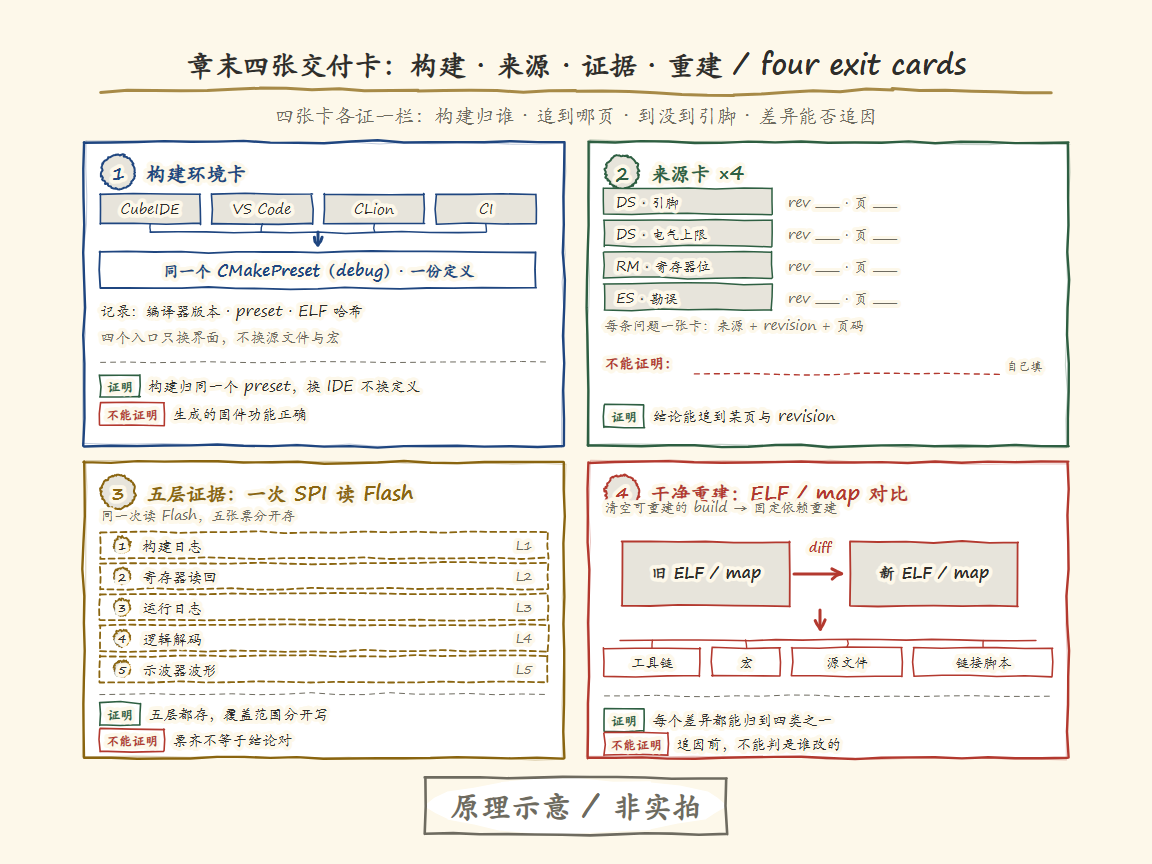 章末四张交付卡：构建 · 来源 · 证据 · 重建 / four exit cards
四张卡各证一栏：构建归谁 · 追到哪页 · 到没到引脚 · 差异能否追因
1 构建环境卡
CubeIDE VS Code CLion CI
同一个 CMakePreset（debug）· 一份定义
记录：编译器版本 · preset · ELF 哈希
四个入口只换界面，不换源文件与宏
证明 构建归同一个 preset，换 IDE 不换定义
不能证明 生成的固件功能正确
2 来源卡 ×4
DS · 引脚 rev ___ · 页 ___
DS · 电气上限 rev ___ · 页 ___
RM · 寄存器位 rev ___ · 页 ___
ES · 勘误 rev ___ · 页 ___
每条问题一张卡：来源 + revision + 页码
不能证明： 自己填
证明 结论能追到某页与 revision
3 五层证据：一次 SPI 读 Flash
同一次读 Flash，五张票分开存
1 构建日志 L1
2 寄存器读回 L2
3 运行日志 L3
4 逻辑解码 L4
5 示波器波形 L5
证明 五层都存，覆盖范围分开写
不能证明 票齐不等于结论对
4 干净重建：ELF / map 对比
清空可重建的 build → 固定依赖重建
旧 ELF / map diff 新 ELF / map
工具链 宏 源文件 链接脚本
证明 每个差异都能归到四类之一
不能证明 追因前，不能判是谁改的
原理示意 / 非实拍